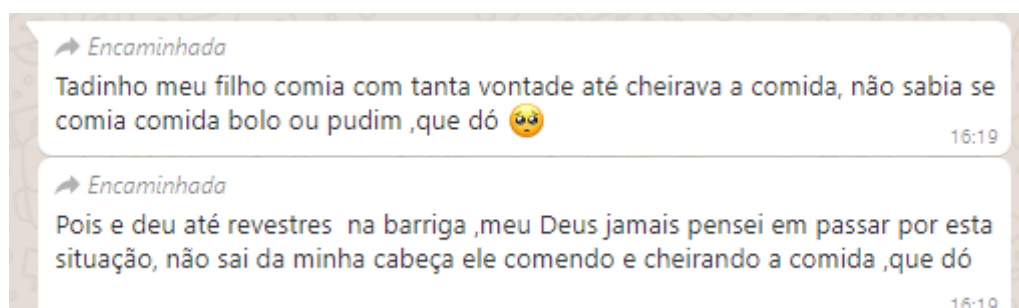 Encaminhada
Tadinho meu filho comia com tanta vontade até cheirava a comida, não sabia se
comia comida bolo ou pudim ,que dó 🥺
16:19
Encaminhada
Pois e deu até revestres na barriga ,meu Deus jamais pensei em passar por esta
situação, não sai da minha cabeça ele comendo e cheirando a comida ,que dó
16:19